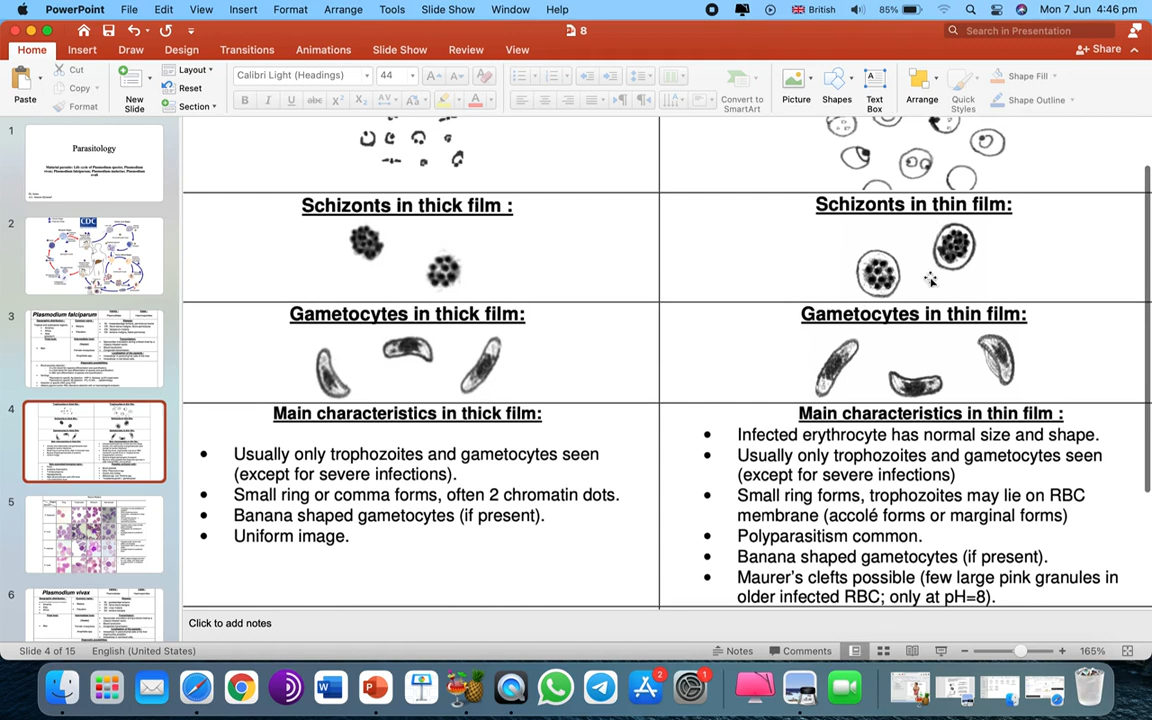 PowerPoint File Edit View Insert Format Arrange Tools Slide Show Window Help British 85% Mon 7 Jun 4:46 pm
8
Search in Presentation
Home Insert Draw Design Transitions Animations Slide Show Review View
Share
Paste
Cut
Copy
Format
New Slide
Layout
Reset
Section
Calibri Light (Headings) 44
Convert to SmartArt
Picture
Shapes
Text Box
Arrange
Quick Styles
Shape Fill
Shape Outline
1
Parasitology
2
CDC
3
Plasmodium falciparum
4
5
6
Plasmodium vivax
Schizonts in thick film :
Schizonts in thin film:
Gametocytes in thick film:
Gametocytes in thin film:
Main characteristics in thick film:
• Usually only trophozoites and gametocytes seen
(except for severe infections).
• Small ring or comma forms, often 2 chromatin dots.
• Banana shaped gametocytes (if present).
• Uniform image.
Main characteristics in thin film :
• Infected erythrocyte has normal size and shape.
• Usually only trophozoites and gametocytes seen
(except for severe infections)
• Small ring forms, trophozoites may lie on RBC
membrane (accolé forms or marginal forms)
• Polyparasitism common.
• Banana shaped gametocytes (if present).
• Maurer's clefts possible (few large pink granules in
older infected RBC; only at pH=8).
Click to add notes
Slide 4 of 15 English (United States) Notes Comments 165%
2
1